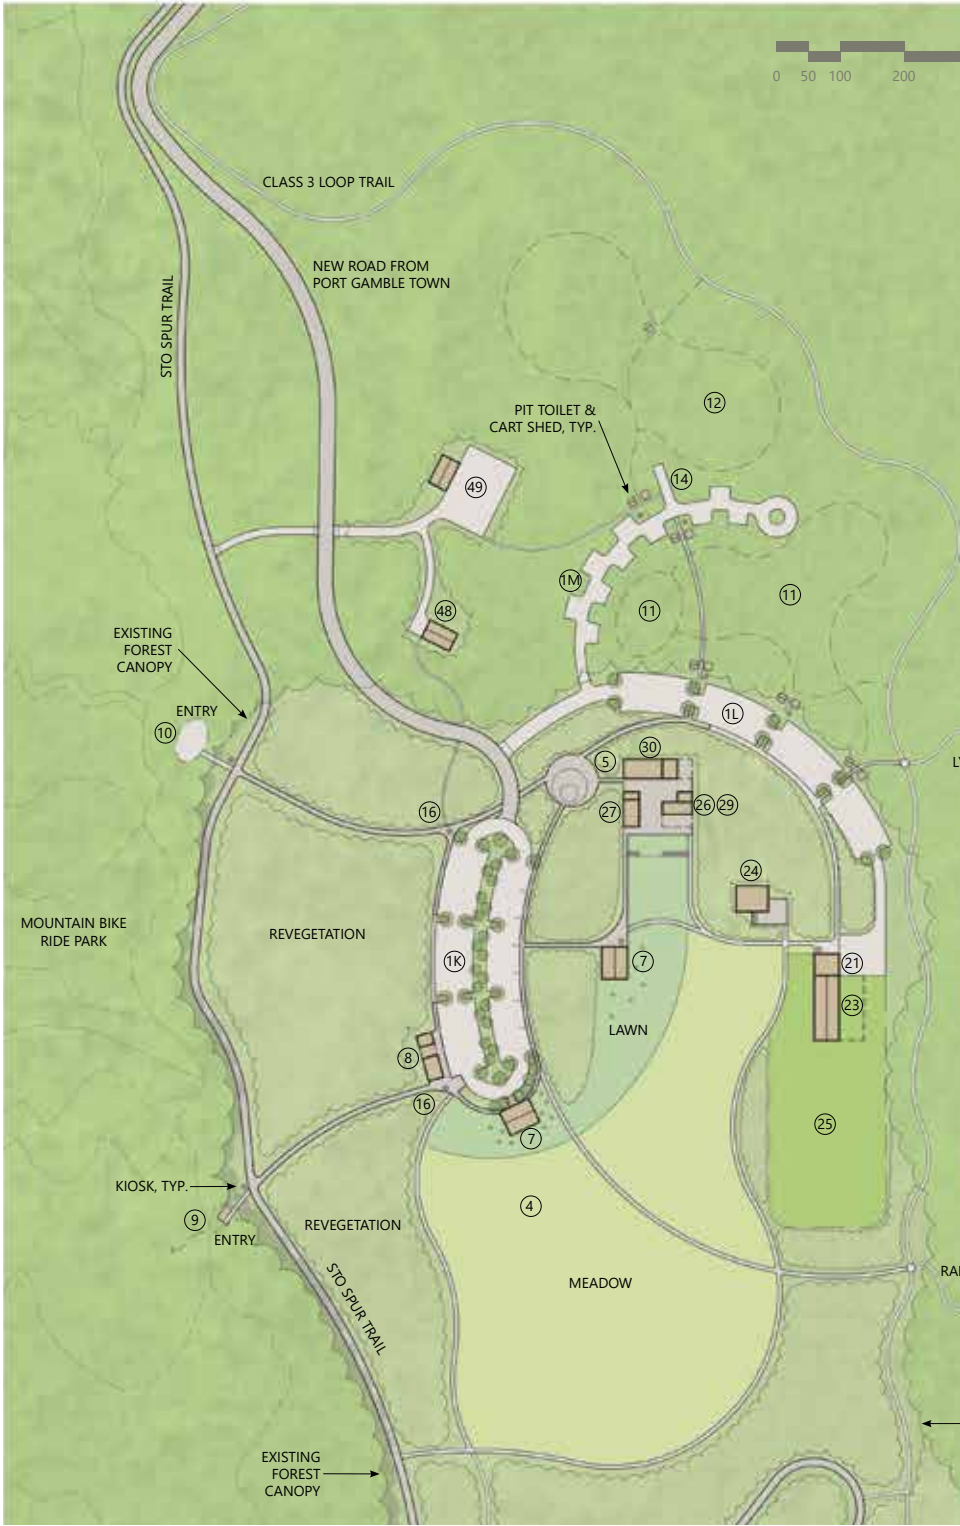 0 50 100 200
CLASS 3 LOOP TRAIL
NEW ROAD FROM
PORT GAMBLE TOWN
STO SPUR TRAIL
12
PIT TOILET &
CART SHED, TYP.
14
49
1M
11
11
48
EXISTING
FOREST
CANOPY
ENTRY
10
1L
30
5
16
27
26 29
24
MOUNTAIN BIKE
RIDE PARK
REVEGETATION
1K
7
21
23
LAWN
8
16
7
25
KIOSK, TYP.
9
ENTRY
REVEGETATION
4
STO SPUR TRAIL
MEADOW
EXISTING
FOREST
CANOPY